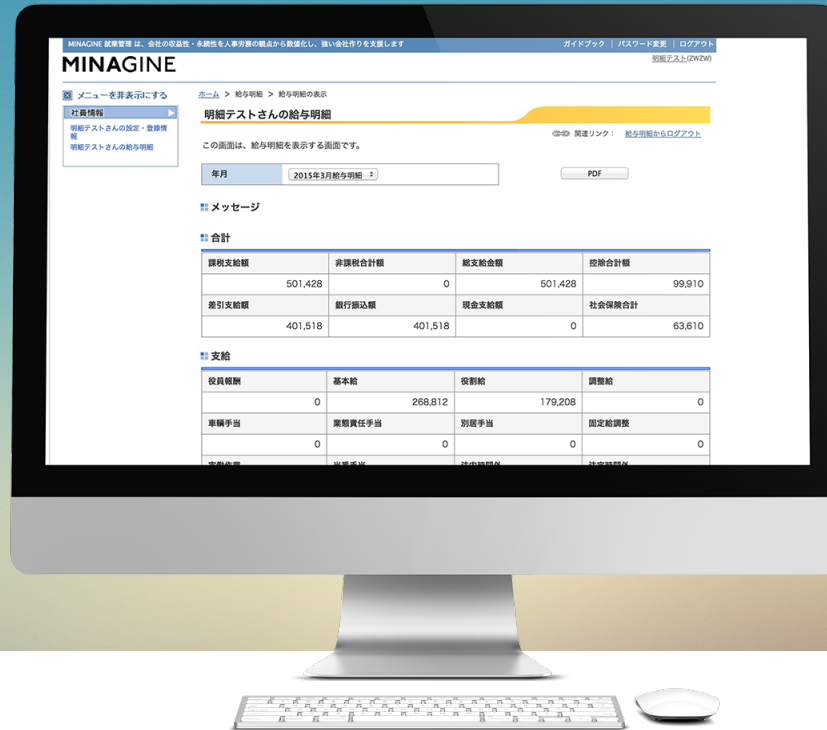 MINAGINE 就業管理 は、会社の収益性・永続性を人事労務の観点から数値化し、強い会社作りを支援します
ガイドブック | パスワード変更 | ログアウト
MINAGINE
明細テスト(ZWZW)
メニューを非表示にする
社員情報
明細テストさんの設定・登録情
報
明細テストさんの給与明細
ホーム > 給与明細 > 給与明細の表示
明細テストさんの給与明細
関連リンク: 給与明細からログアウト
この画面は、給与明細を表示する画面です。
年月 2015年3月給与明細 PDF
メッセージ
合計
課税支給額 非課税合計額 総支給金額 控除合計額
501,428 0 501,428 99,910
差引支給額 銀行振込額 現金支給額 社会保険合計
401,518 401,518 0 63,610
支給
役員報酬 基本給 役割給 調整給
0 268,812 179,208 0
車輌手当 業態責任手当 別居手当 固定給調整
0 0 0 0